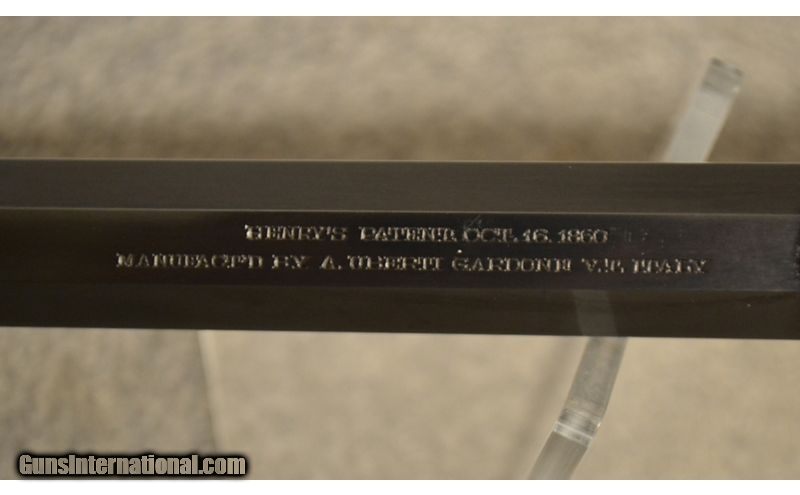 HENRY'S PATENT. OCT. 16. 1860
MANUFACT'D BY A. UBERTI GARDONE V.T. ITALY
GunsInternational.com